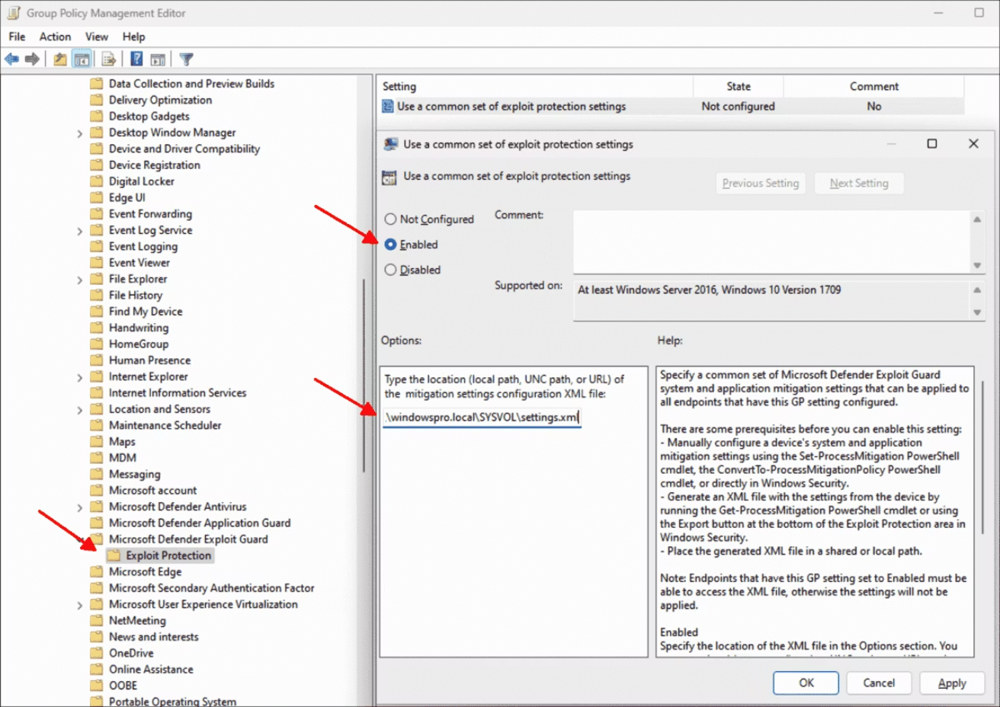 Group Policy Management Editor
File Action View Help
Data Collection and Preview Builds
Delivery Optimization
Desktop Gadgets
Desktop Window Manager
Device and Driver Compatibility
Device Registration
Digital Locker
Edge UI
Event Forwarding
Event Log Service
Event Logging
Event Viewer
File Explorer
File History
Find My Device
Handwriting
HomeGroup
Human Presence
Internet Explorer
Internet Information Services
Location and Sensors
Maintenance Scheduler
Maps
MDM
Messaging
Microsoft account
Microsoft Defender Antivirus
Microsoft Defender Application Guard
Microsoft Defender Exploit Guard
Exploit Protection
Microsoft Edge
Microsoft Secondary Authentication Factor
Microsoft User Experience Virtualization
NetMeeting
News and interests
OneDrive
Online Assistance
OOBE
Portable Operating System
Setting State Comment
Use a common set of exploit protection settings Not configured No
Use a common set of exploit protection settings
Use a common set of exploit protection settings
Previous Setting Next Setting
Not Configured
Enabled
Disabled
Comment:
Supported on:
At least Windows Server 2016, Windows 10 Version 1709
Options:
Help:
Type the location (local path, UNC path, or URL) of
the mitigation settings configuration XML file:
.\windowspro.local\SYSVOL\settings.xml
Specify a common set of Microsoft Defender Exploit Guard
system and application mitigation settings that can be applied to
all endpoints that have this GP setting configured.
There are some prerequisites before you can enable this setting:
- Manually configure a device's system and application
mitigation settings using the Set-ProcessMitigation PowerShell
cmdlet, the ConvertTo-ProcessMitigationPolicy PowerShell
cmdlet, or directly in Windows Security.
- Generate an XML file with the settings from the device by
running the Get-ProcessMitigation PowerShell cmdlet or using
the Export button at the bottom of the Exploit Protection area in
Windows Security.
- Place the generated XML file in a shared or local path.
Note: Endpoints that have this GP setting set to Enabled must be
able to access the XML file, otherwise the settings will not be
applied.
Enabled
Specify the location of the XML file in the Options section. You
OK Cancel Apply